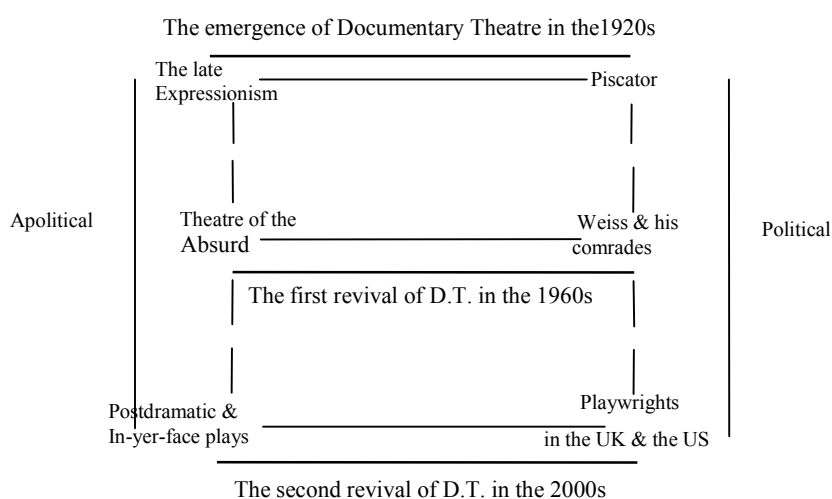 The emergence of Documentary Theatre in the1920s
The late
Expressionism
Piscator
Apolitical
Political
Theatre of the
Absurd
Weiss & his
comrades
The first revival of D.T. in the 1960s
Postdramatic &
In-yer-face plays
Playwrights
in the UK & the US
The second revival of D.T. in the 2000s